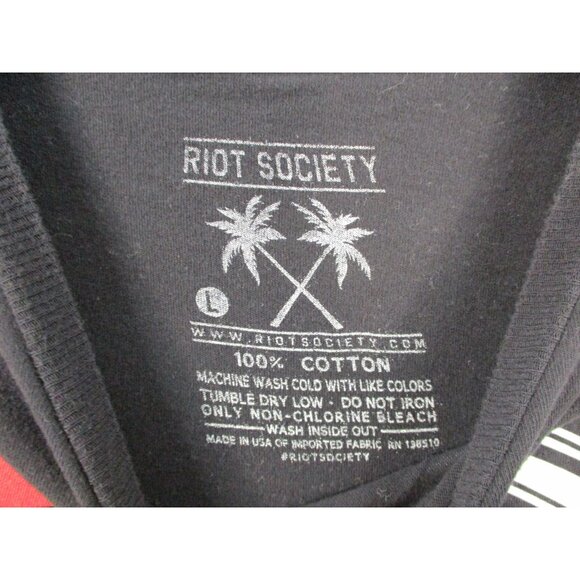 RIOT SOCIETY
L
WWW.RIOTSOCIETY.COM
100% COTTON
MACHINE WASH COLD WITH LIKE COLORS
TUMBLE DRY LOW - DO NOT IRON
ONLY NON-CHLORINE BLEACH
WASH INSIDE OUT
MADE IN USA OF IMPORTED FABRIC RN 138510
#RIOTSOCIETY